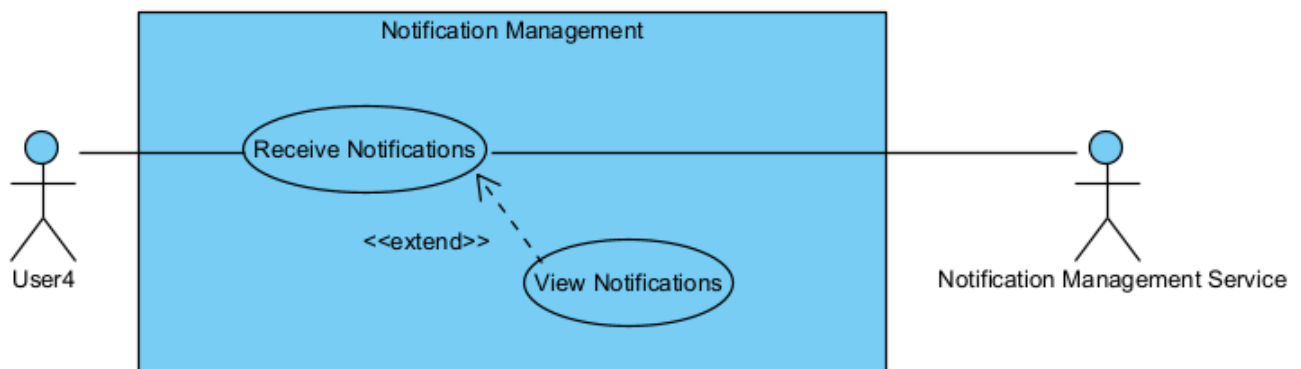 Notification Management
Receive Notifications
<<extend>>
View Notifications
User4
Notification Management Service